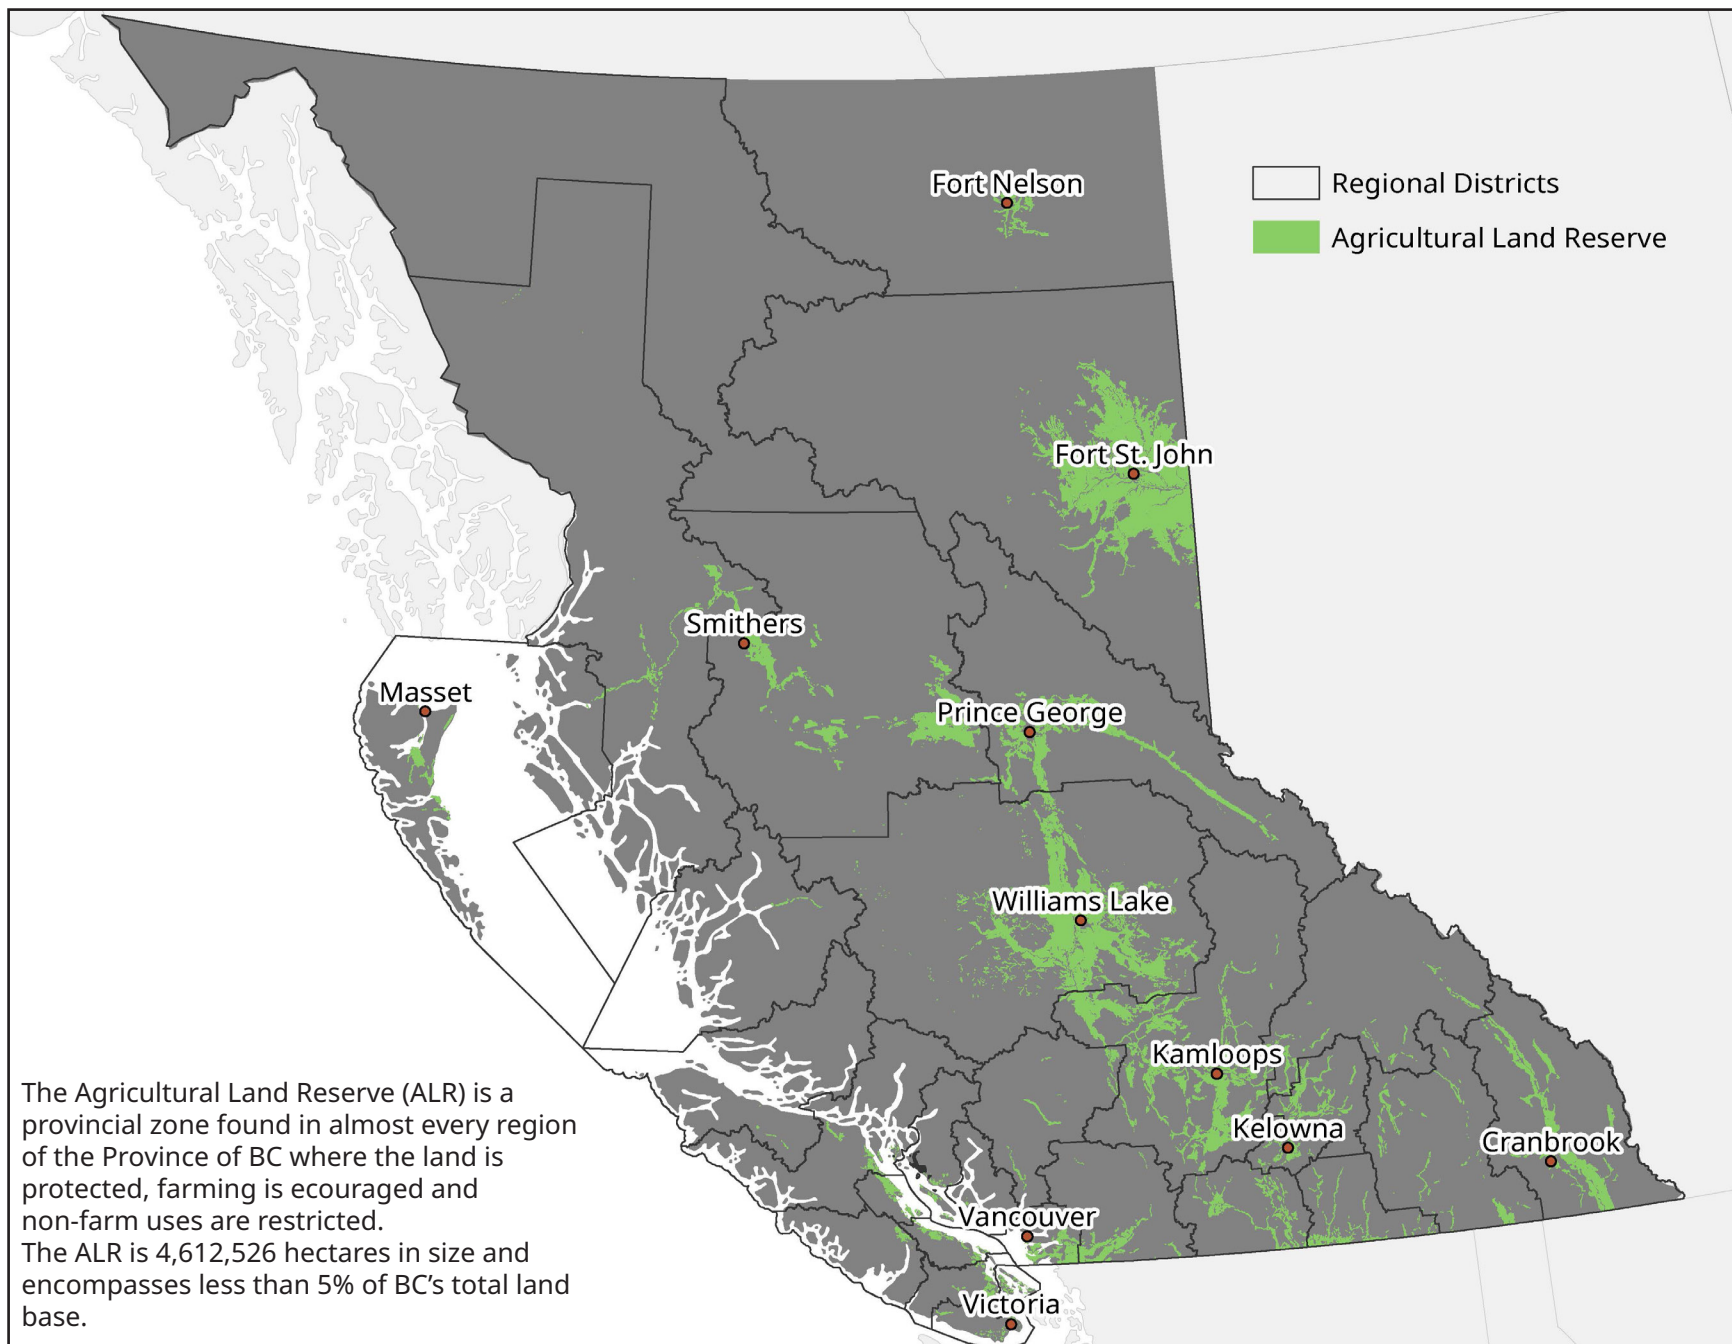 Fort Nelson
Regional Districts
Agricultural Land Reserve
Fort St. John
Smithers
Masset
Prince George
Williams Lake
Kamloops
Kelowna
Cranbrook
Vancouver
Victoria
The Agricultural Land Reserve (ALR) is a
provincial zone found in almost every region
of the Province of BC where the land is
protected, farming is ecouraged and
non-farm uses are restricted.
The ALR is 4,612,526 hectares in size and
encompasses less than 5% of BC’s total land
base.